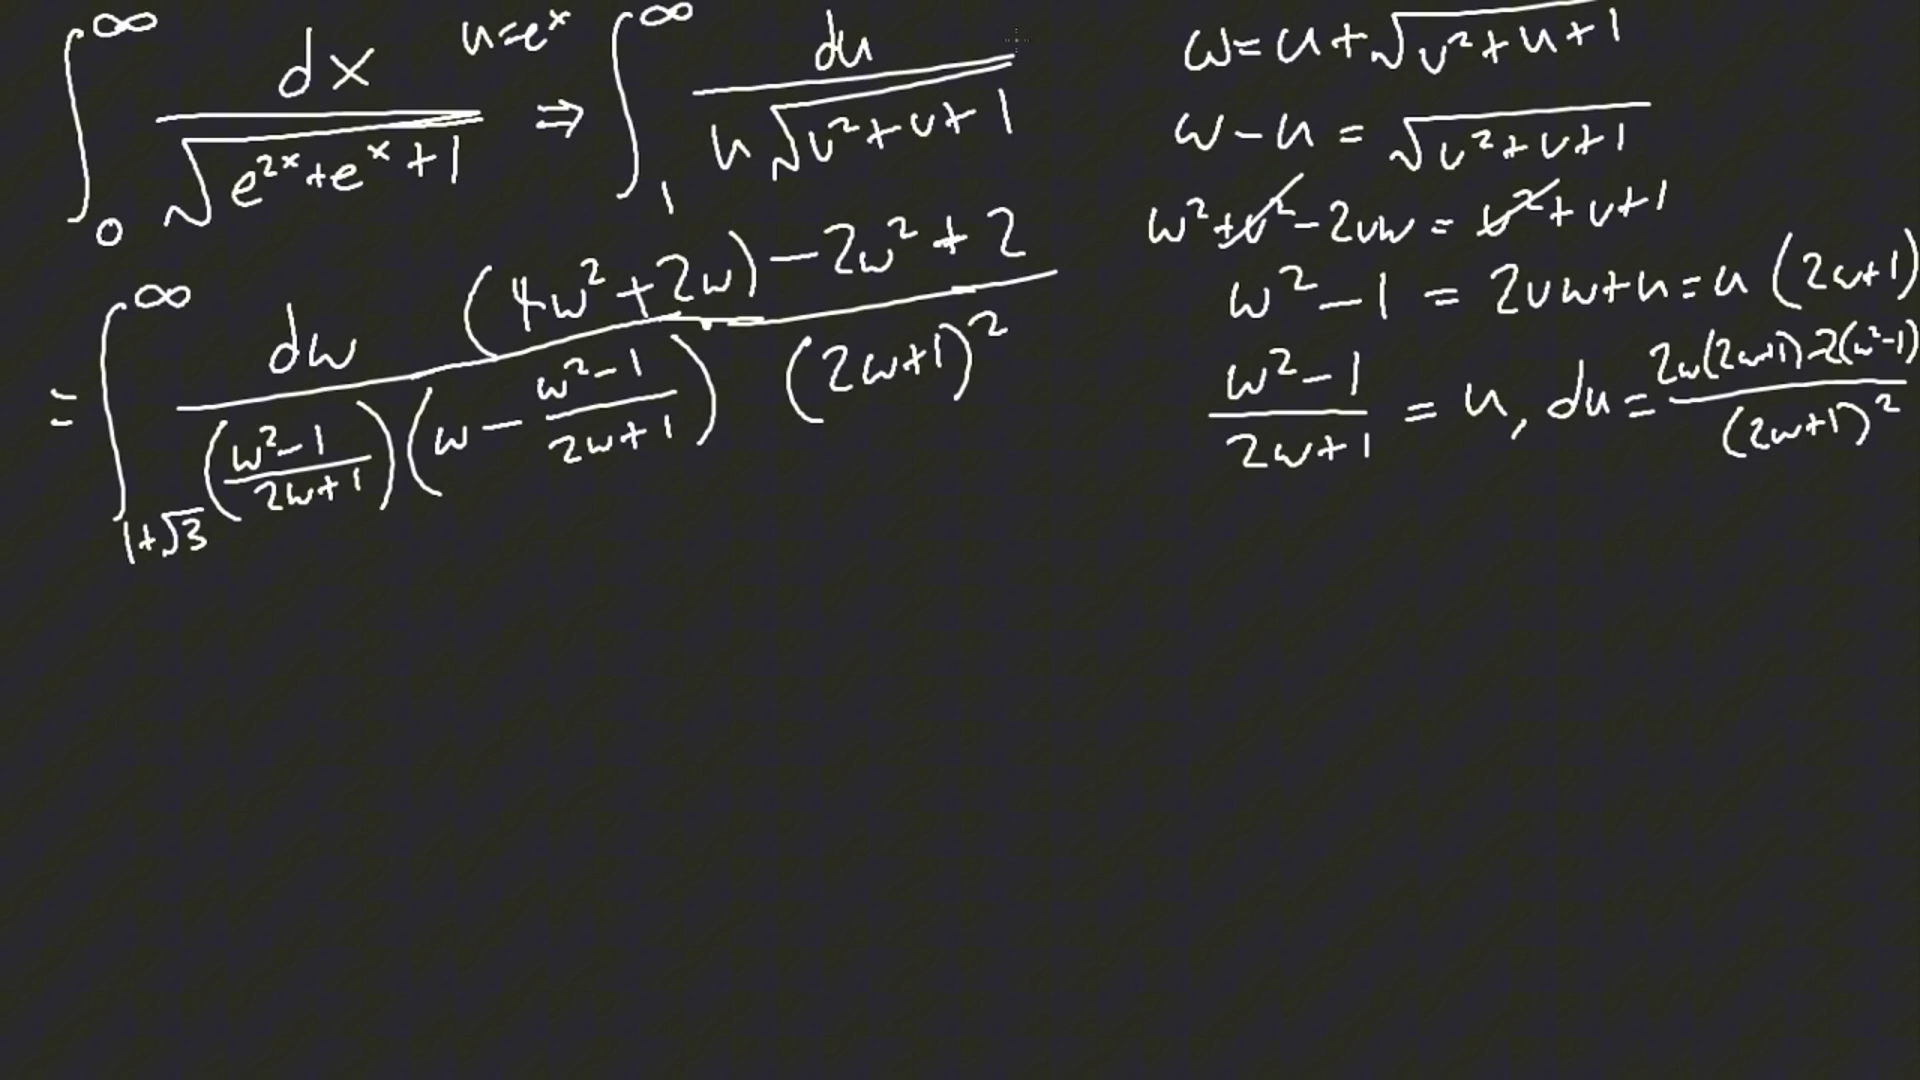 ∫_0^∞ dx/√(e^{2x}+e^x+1) u=e^x ⇒ ∫_1^∞ du/(u√(u²+u+1))
= ∫_{1+√3}^∞ dw (4w²+2w)-2w²+2 / ((w²-1)/(2w+1))(w - (w²-1)/(2w+1)) (2w+1)²
w=u+√(u²+u+1)
w-u = √(u²+u+1)
w²+u²-2uw = u²+u+1
w²-1 = 2uw+u=u(2w+1)
(w²-1)/(2w+1) = u, du = (2w(2w+1)-2(w²-1))/(2w+1)²